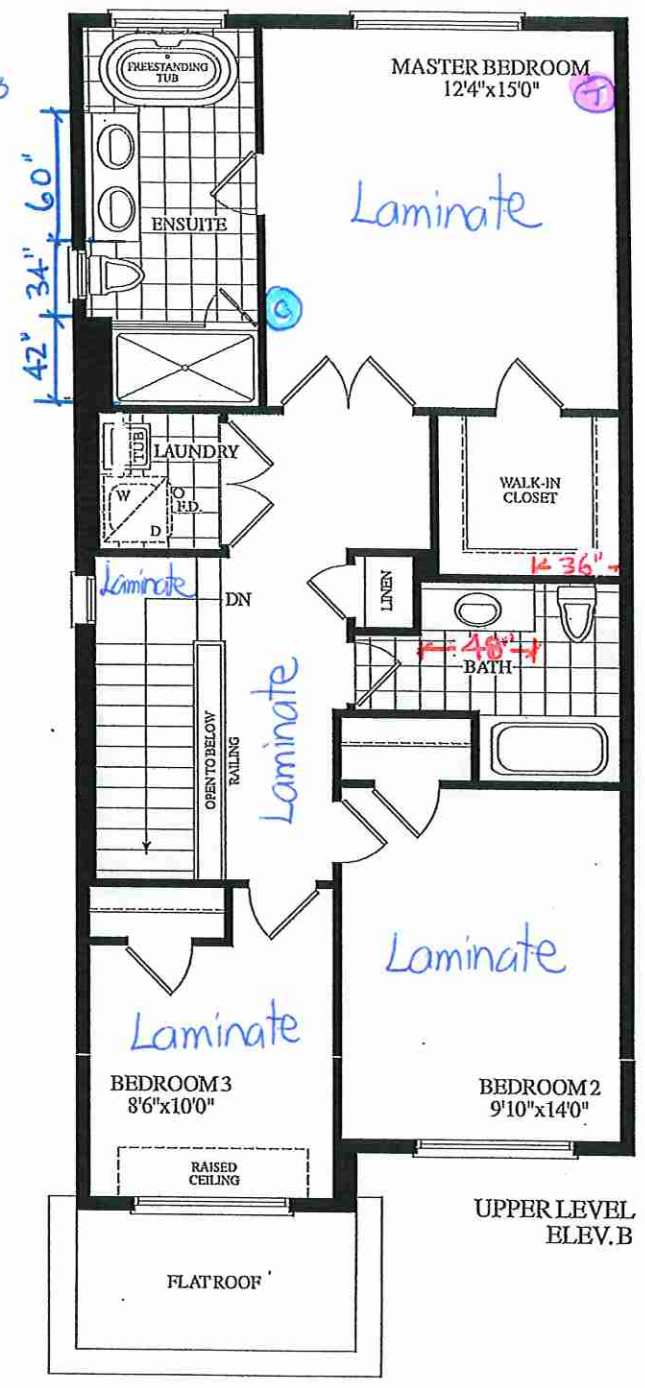 FREESTANDING
TUB
MASTER BEDROOM
12'4"x15'0"
T
3
60"
Laminate
ENSUITE
34"
42"
TUB
LAUNDRY
W
D
F.D.
WALK-IN
CLOSET
36"
Laminate
DN
LINEN
48"
BATH
OPEN TO BELOW
RAILING
Laminate
Laminate
Laminate
BEDROOM 3
8'6"x10'0"
BEDROOM 2
9'10"x14'0"
RAISED
CEILING
UPPER LEVEL
ELEV. B
FLAT ROOF